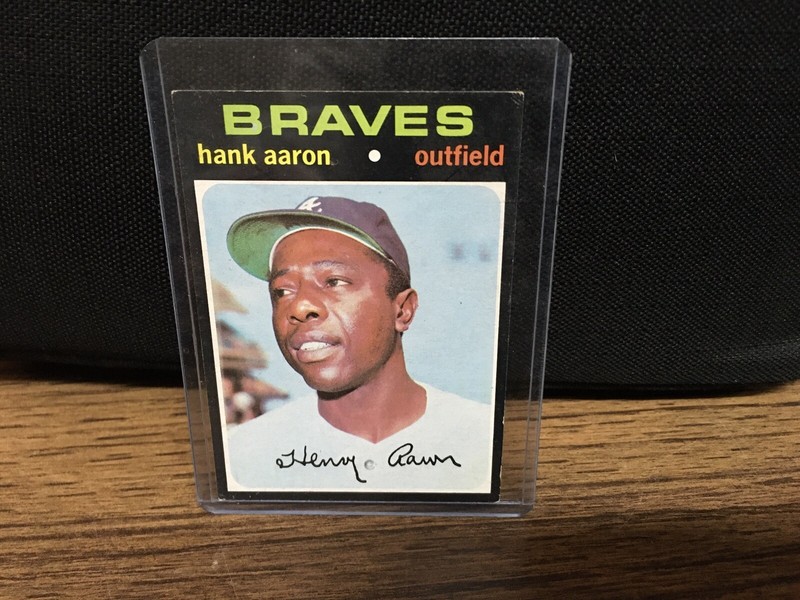 BRAVES
hank aaron • outfield
A
Henry Aaron